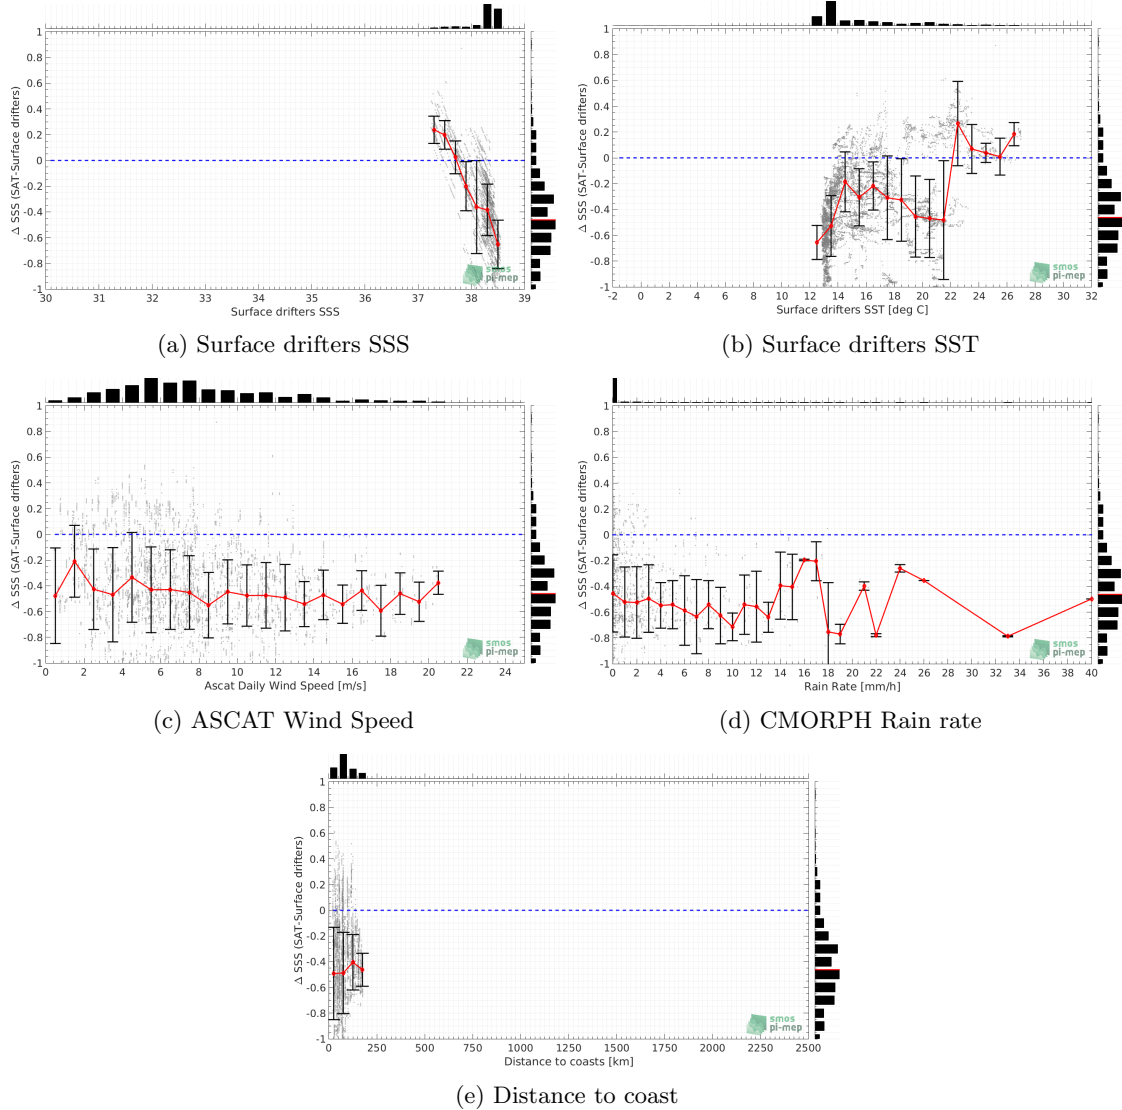 1
0.8
0.6
0.4
0.2
0
-0.2
-0.4
-0.6
-0.8
-1
Δ SSS (SAT-Surface drifters)
30 31 32 33 34 35 36 37 38 39
Surface drifters SSS
smos
pi-mep
(a) Surface drifters SSS
1
0.8
0.6
0.4
0.2
0
-0.2
-0.4
-0.6
-0.8
-1
Δ SSS (SAT-Surface drifters)
-2 0 2 4 6 8 10 12 14 16 18 20 22 24 26 28 30 32
Surface drifters SST [deg C]
smos
pi-mep
(b) Surface drifters SST
1
0.8
0.6
0.4
0.2
0
-0.2
-0.4
-0.6
-0.8
-1
Δ SSS (SAT-Surface drifters)
0 2 4 6 8 10 12 14 16 18 20 22 24
Ascat Daily Wind Speed [m/s]
smos
pi-mep
(c) ASCAT Wind Speed
1
0.8
0.6
0.4
0.2
0
-0.2
-0.4
-0.6
-0.8
-1
Δ SSS (SAT-Surface drifters)
0 2 4 6 8 10 12 14 16 18 20 22 24 26 28 30 32 34 36 38 40
Rain Rate [mm/h]
smos
pi-mep
(d) CMORPH Rain rate
1
0.8
0.6
0.4
0.2
0
-0.2
-0.4
-0.6
-0.8
-1
Δ SSS (SAT-Surface drifters)
0 250 500 750 1000 1250 1500 1750 2000 2250 2500
Distance to coasts [km]
smos
pi-mep
(e) Distance to coast